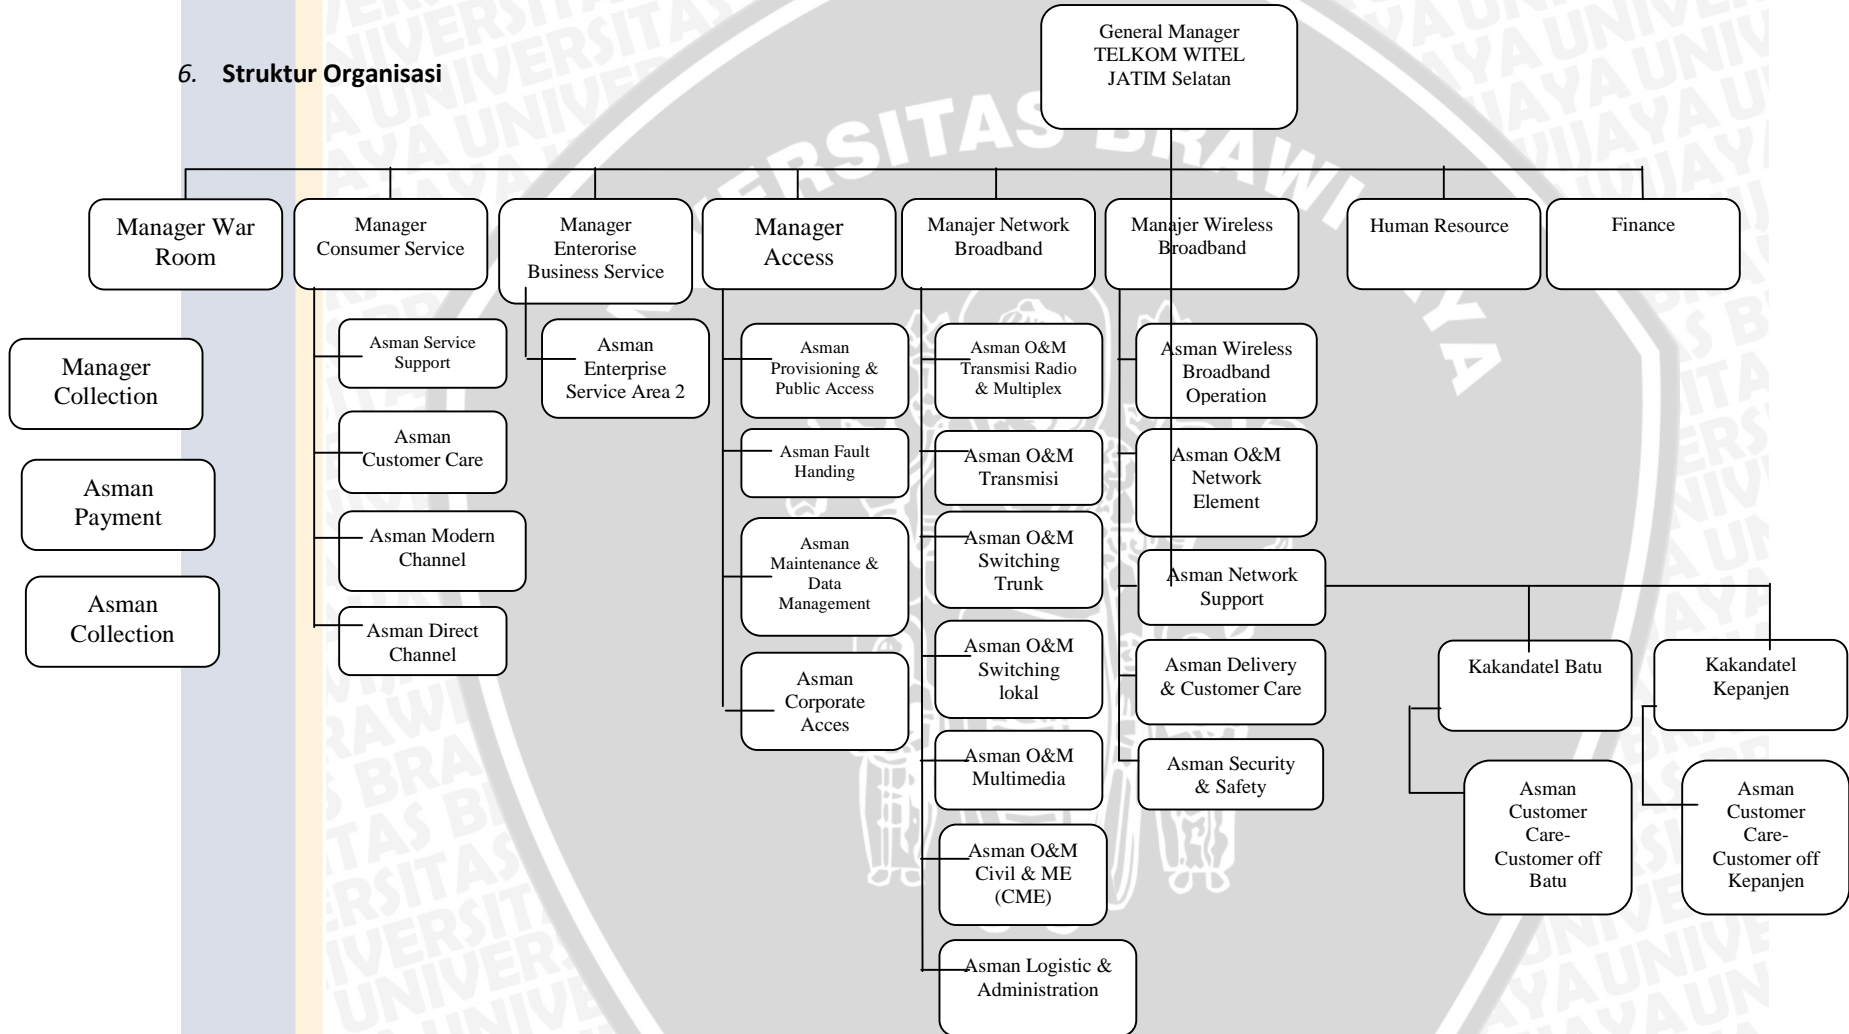 6. Struktur Organisasi
General Manager
TELKOM WITEL
JATIM Selatan
Manager War
Room
Manager
Consumer Service
Manager
Enterorise
Business Service
Manager
Access
Manajer Network
Broadband
Manajer Wireless
Broadband
Human Resource
Finance
Manager
Collection
Asman
Payment
Asman
Collection
Asman Service
Support
Asman
Customer Care
Asman Modern
Channel
Asman Direct
Channel
Asman
Enterprise
Service Area 2
Asman
Provisioning &
Public Access
Asman Fault
Handing
Asman
Maintenance &
Data
Management
Asman
Corporate
Acces
Asman O&M
Transmisi Radio
& Multiplex
Asman O&M
Transmisi
Asman O&M
Switching
Trunk
Asman O&M
Switching
lokal
Asman O&M
Multimedia
Asman O&M
Civil & ME
(CME)
Asman Logistic &
Administration
Asman Wireless
Broadband
Operation
Asman O&M
Network
Element
Asman Network
Support
Asman Delivery
& Customer Care
Asman Security
& Safety
Kakandatel Batu
Asman
Customer
Care-
Customer off
Batu
Kakandatel
Kepanjen
Asman
Customer
Care-
Customer off
Kepanjen